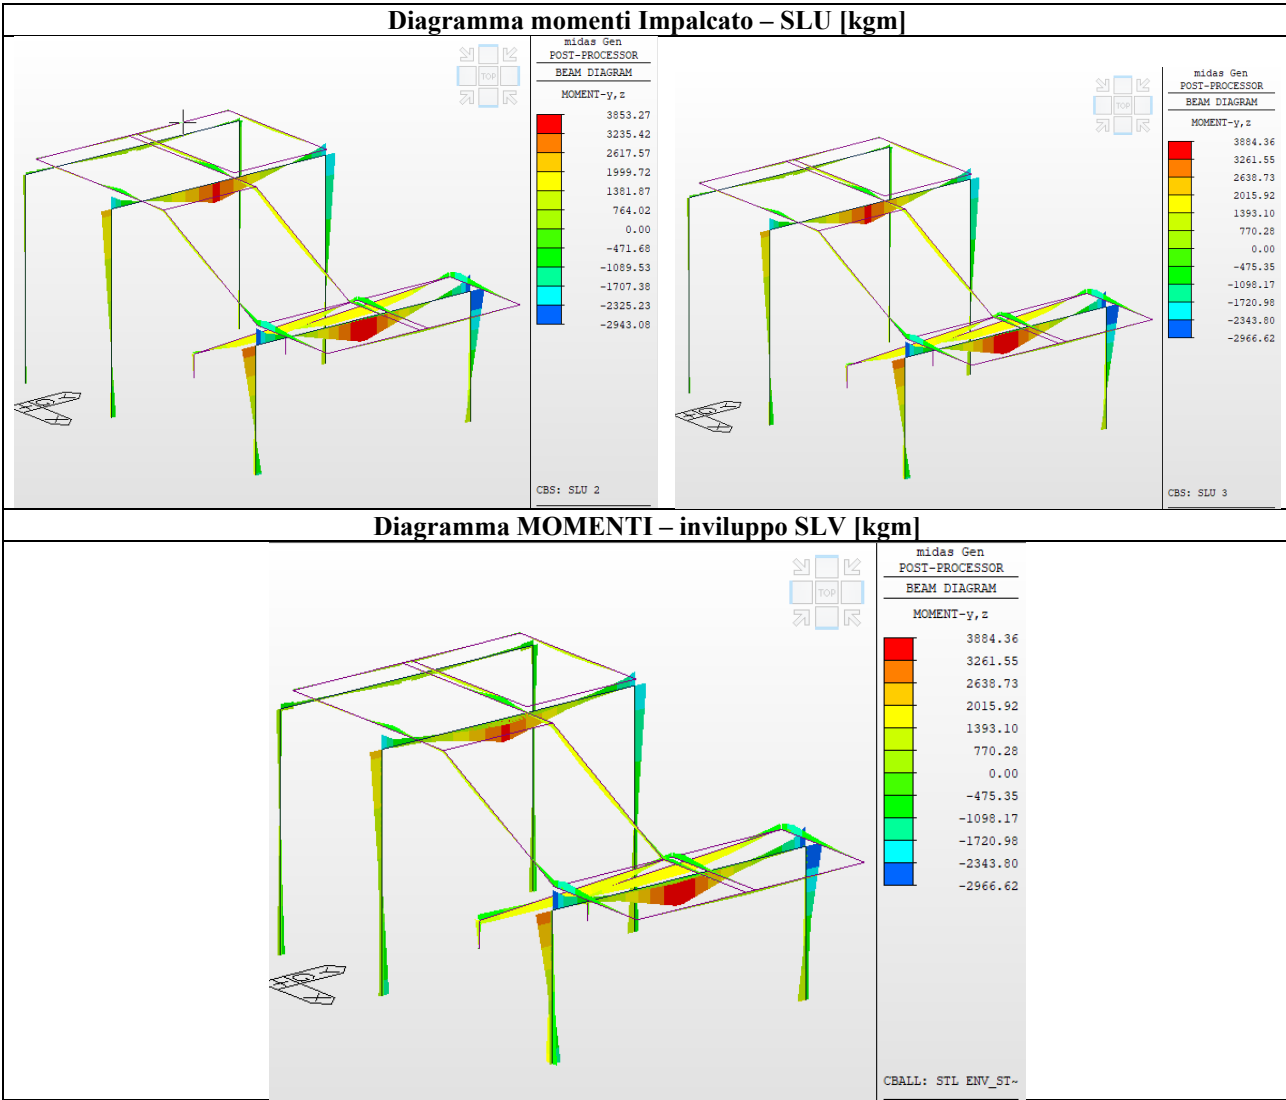 Diagramma momenti Impalcato – SLU [kgm]
midas Gen
POST-PROCESSOR
BEAM DIAGRAM
MOMENT-y,z
3853.27
3235.42
2617.57
1999.72
1381.87
764.02
0.00
-471.68
-1089.53
-1707.38
-2325.23
-2943.08
CBS: SLU 2
TOP
midas Gen
POST-PROCESSOR
BEAM DIAGRAM
MOMENT-y,z
3884.36
3261.55
2638.73
2015.92
1393.10
770.28
0.00
-475.35
-1098.17
-1720.98
-2343.80
-2966.62
CBS: SLU 3
TOP
Diagramma MOMENTI – inviluppo SLV [kgm]
midas Gen
POST-PROCESSOR
BEAM DIAGRAM
MOMENT-y,z
3884.36
3261.55
2638.73
2015.92
1393.10
770.28
0.00
-475.35
-1098.17
-1720.98
-2343.80
-2966.62
CBALL: STL ENV_ST~
TOP